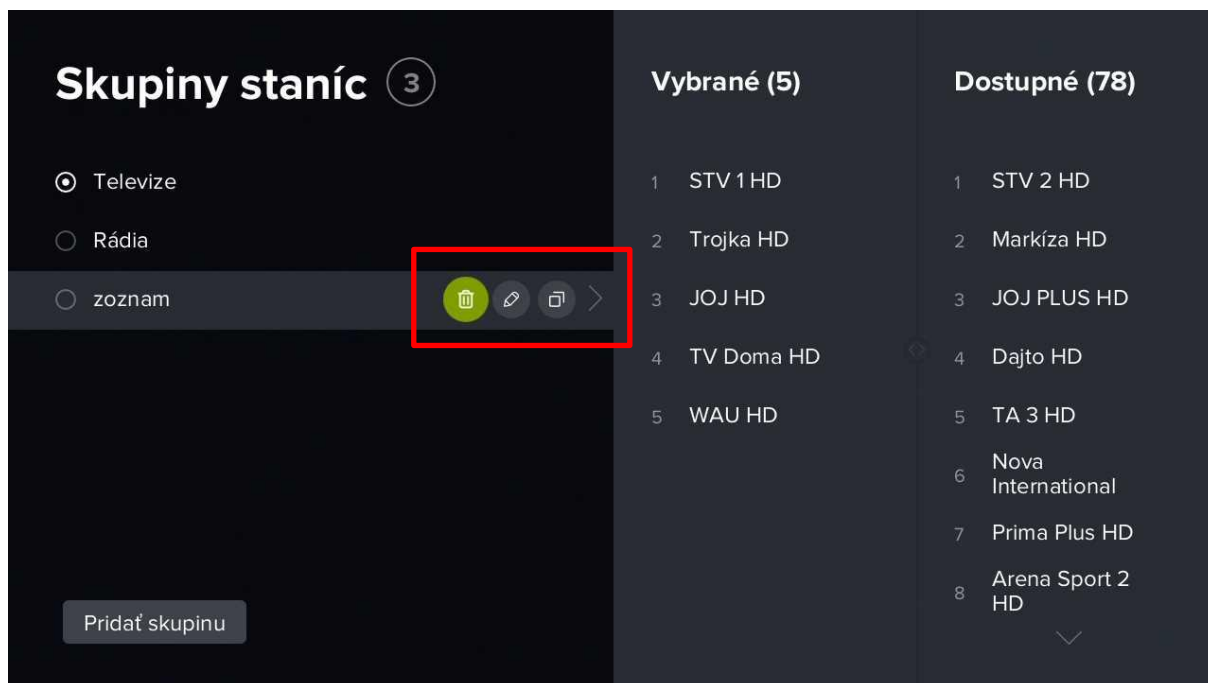 Skupiny staníc 3
Televize
Rádia
zoznam
Pridať skupinu
Vybrané (5)
1 STV 1 HD
2 Trojka HD
3 JOJ HD
4 TV Doma HD
5 WAU HD
Dostupné (78)
1 STV 2 HD
2 Markíza HD
3 JOJ PLUS HD
4 Dajto HD
5 TA 3 HD
6 Nova
International
7 Prima Plus HD
8 Arena Sport 2
HD